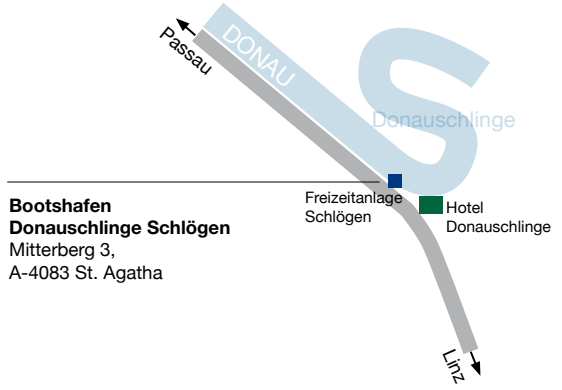 Passau
DONAU
Donauschlinge
Freizeitanlage
Schlögen
Hotel
Donauschlinge
Bootshafen
Donauschlinge Schlögen
Mitterberg 3,
A-4083 St. Agatha
Linz